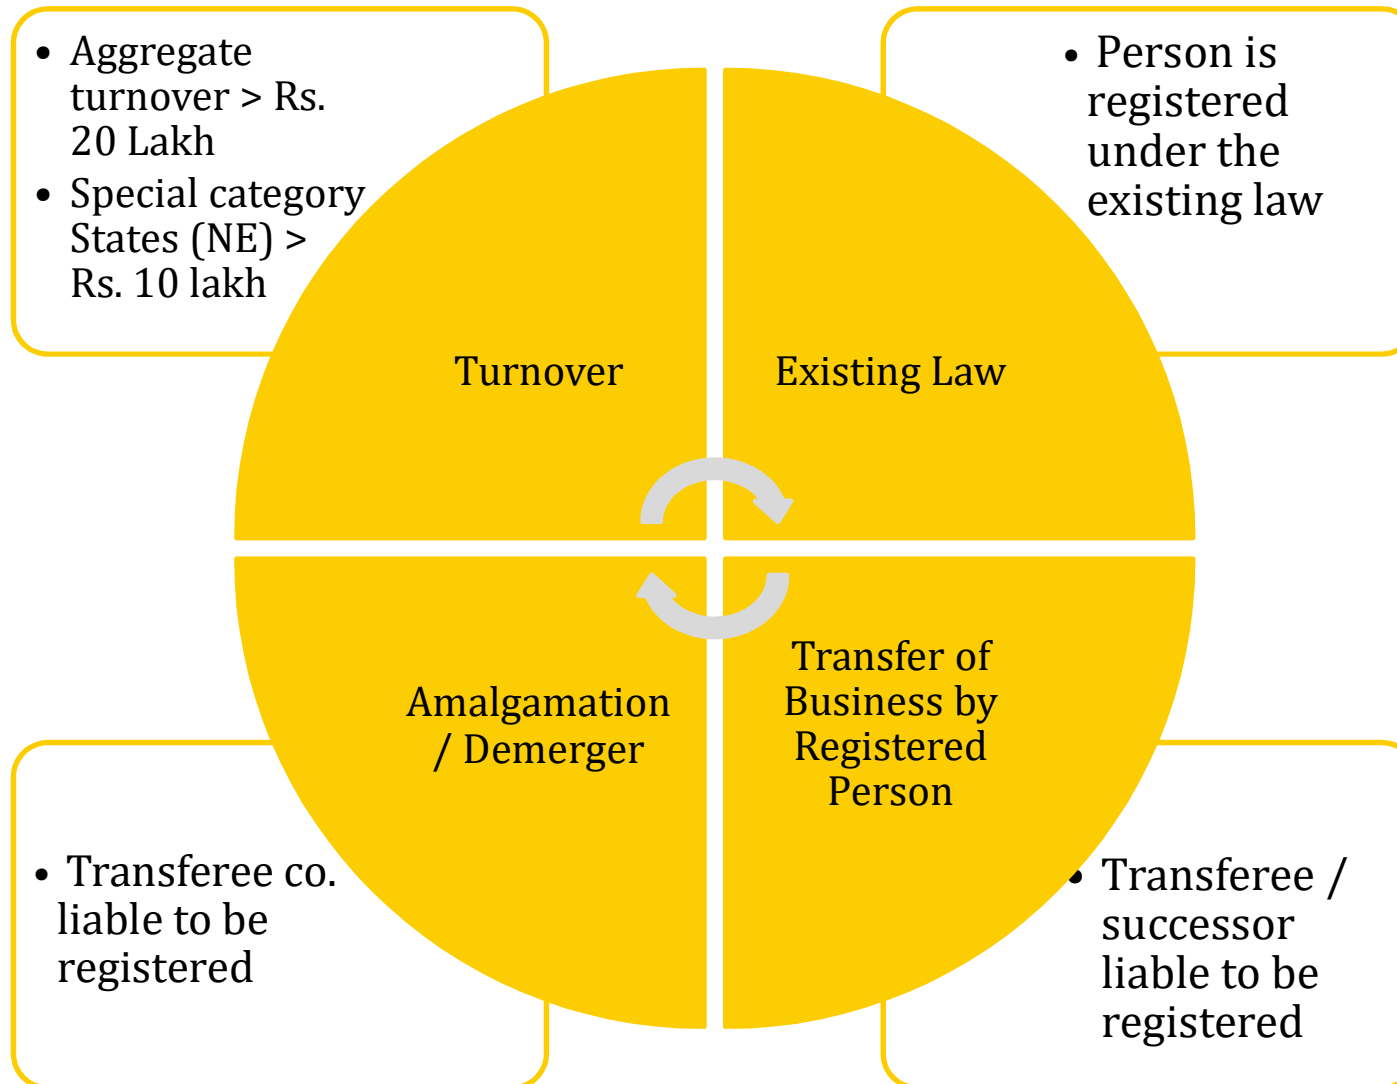 • Aggregate
turnover > Rs.
20 Lakh
• Special category
States (NE) >
Rs. 10 lakh
• Person is
registered
under the
existing law
Turnover
Existing Law
Amalgamation
/ Demerger
Transfer of
Business by
Registered
Person
• Transferee co.
liable to be
registered
• Transferee /
successor
liable to be
registered